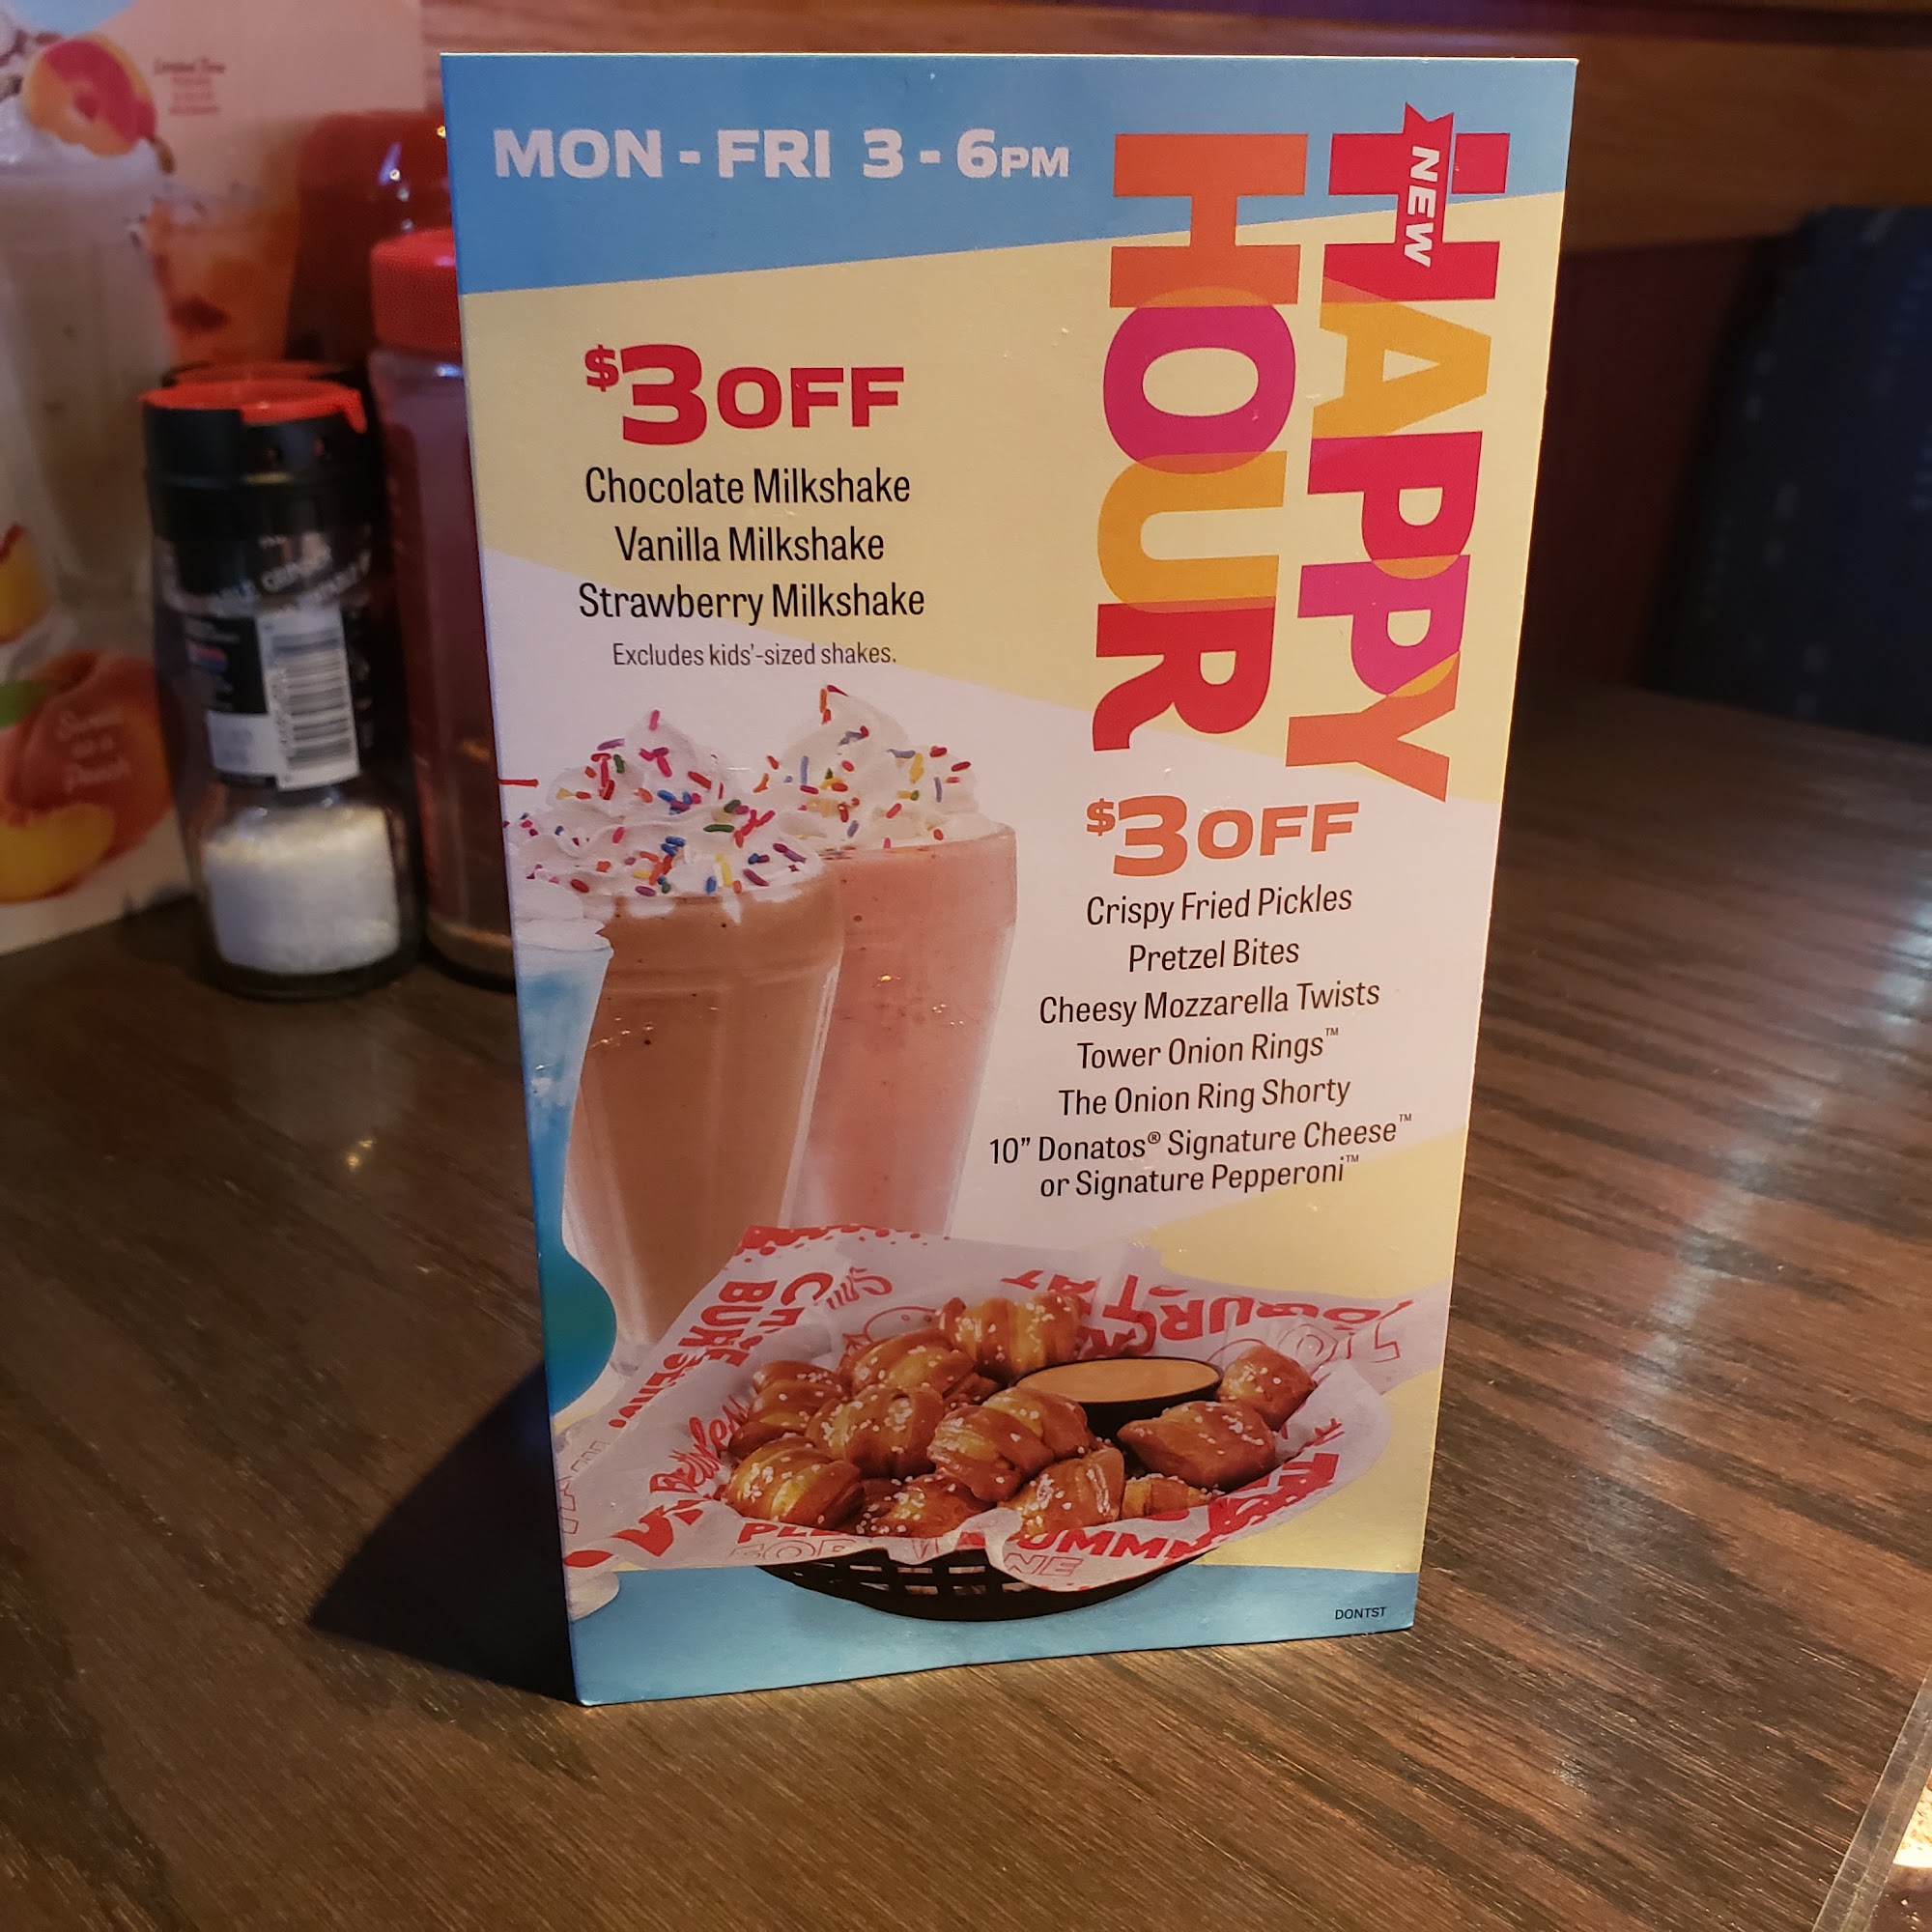 MON - FRI 3 - 6PM
NEW
HAPPY
HOUR
$3 OFF
Chocolate Milkshake
Vanilla Milkshake
Strawberry Milkshake
Excludes kids'-sized shakes.
$3 OFF
Crispy Fried Pickles
Pretzel Bites
Cheesy Mozzarella Twists
Tower Onion Rings™
The Onion Ring Shorty
10” Donatos® Signature Cheese™
or Signature Pepperoni™
DONTST